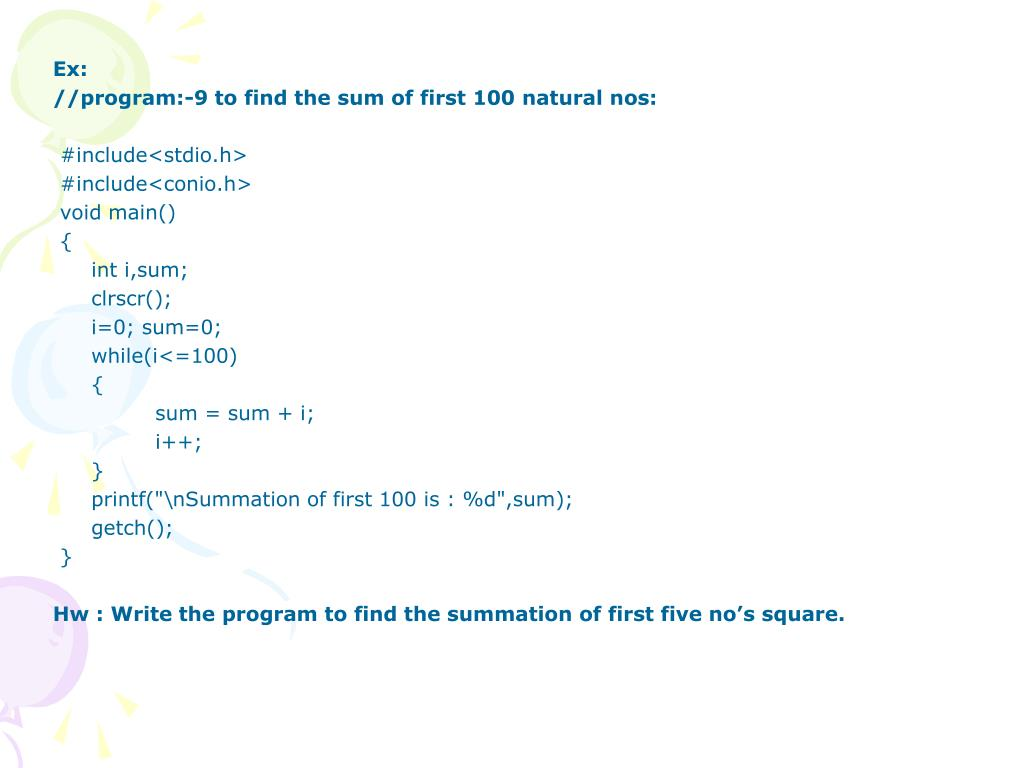 Ex:
//program:-9 to find the sum of first 100 natural nos:
#include<stdio.h>
#include<conio.h>
void main()
{
int i,sum;
clrscr();
i=0; sum=0;
while(i<=100)
{
sum = sum + i;
i++;
}
printf("\nSummation of first 100 is : %d",sum);
getch();
}
Hw : Write the program to find the summation of first five no’s square.